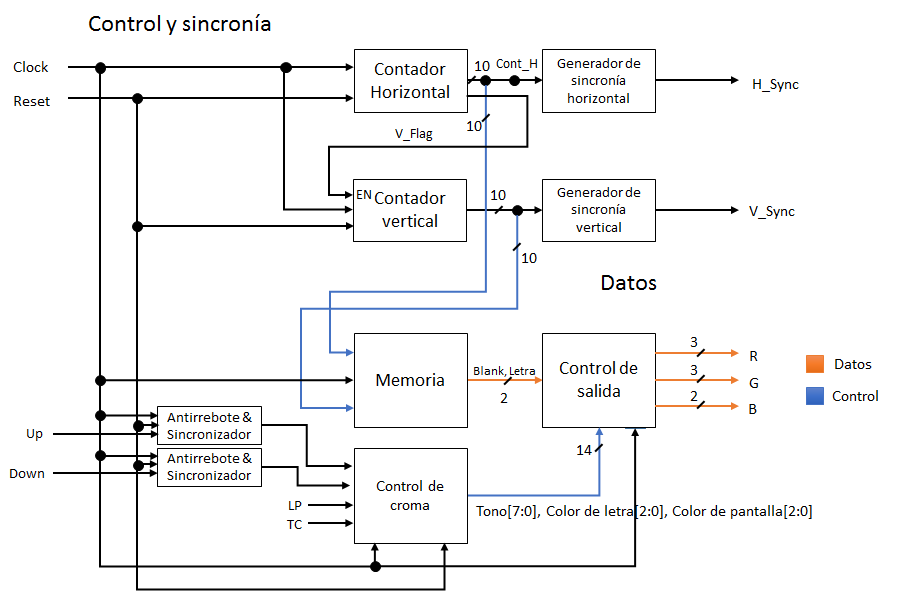 Control y sincronía
Clock
Reset
Contador
Horizontal
10
Cont_H
10
Generador de
sincronía
horizontal
H_Sync
V_Flag
EN
Contador
vertical
10
10
Generador de
sincronía
vertical
V_Sync
Datos
Memoria
Blank, Letra
2
Control de
salida
3
R
3
G
2
B
Datos
Control
Up
Antirrebote &
Sincronizador
Down
Antirrebote &
Sincronizador
LP
TC
Control de
croma
14
Tono[7:0], Color de letra[2:0], Color de pantalla[2:0]